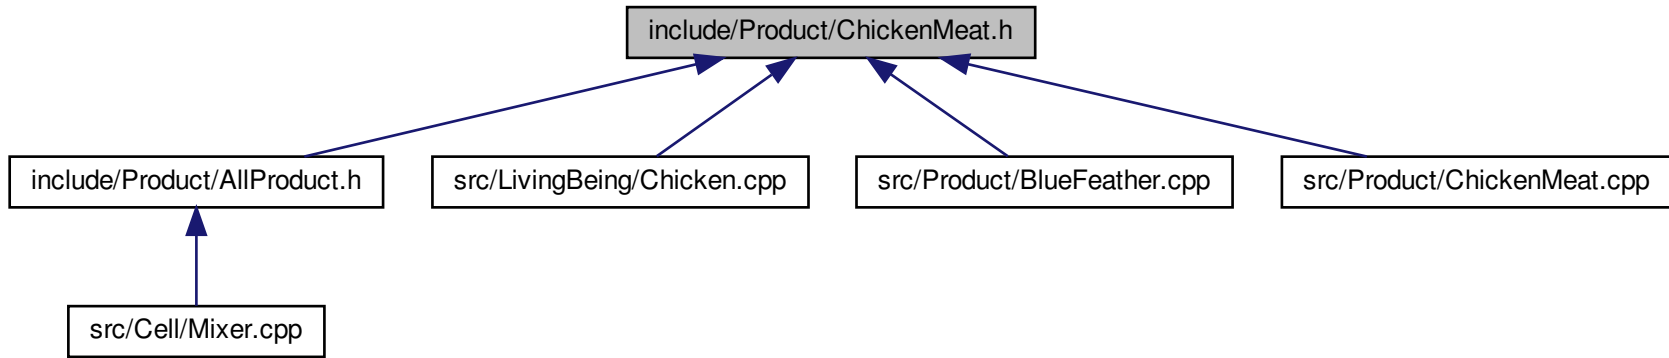 include/Product/ChickenMeat.h
include/Product/AllProduct.h
src/LivingBeing/Chicken.cpp
src/Product/BlueFeather.cpp
src/Product/ChickenMeat.cpp
src/Cell/Mixer.cpp